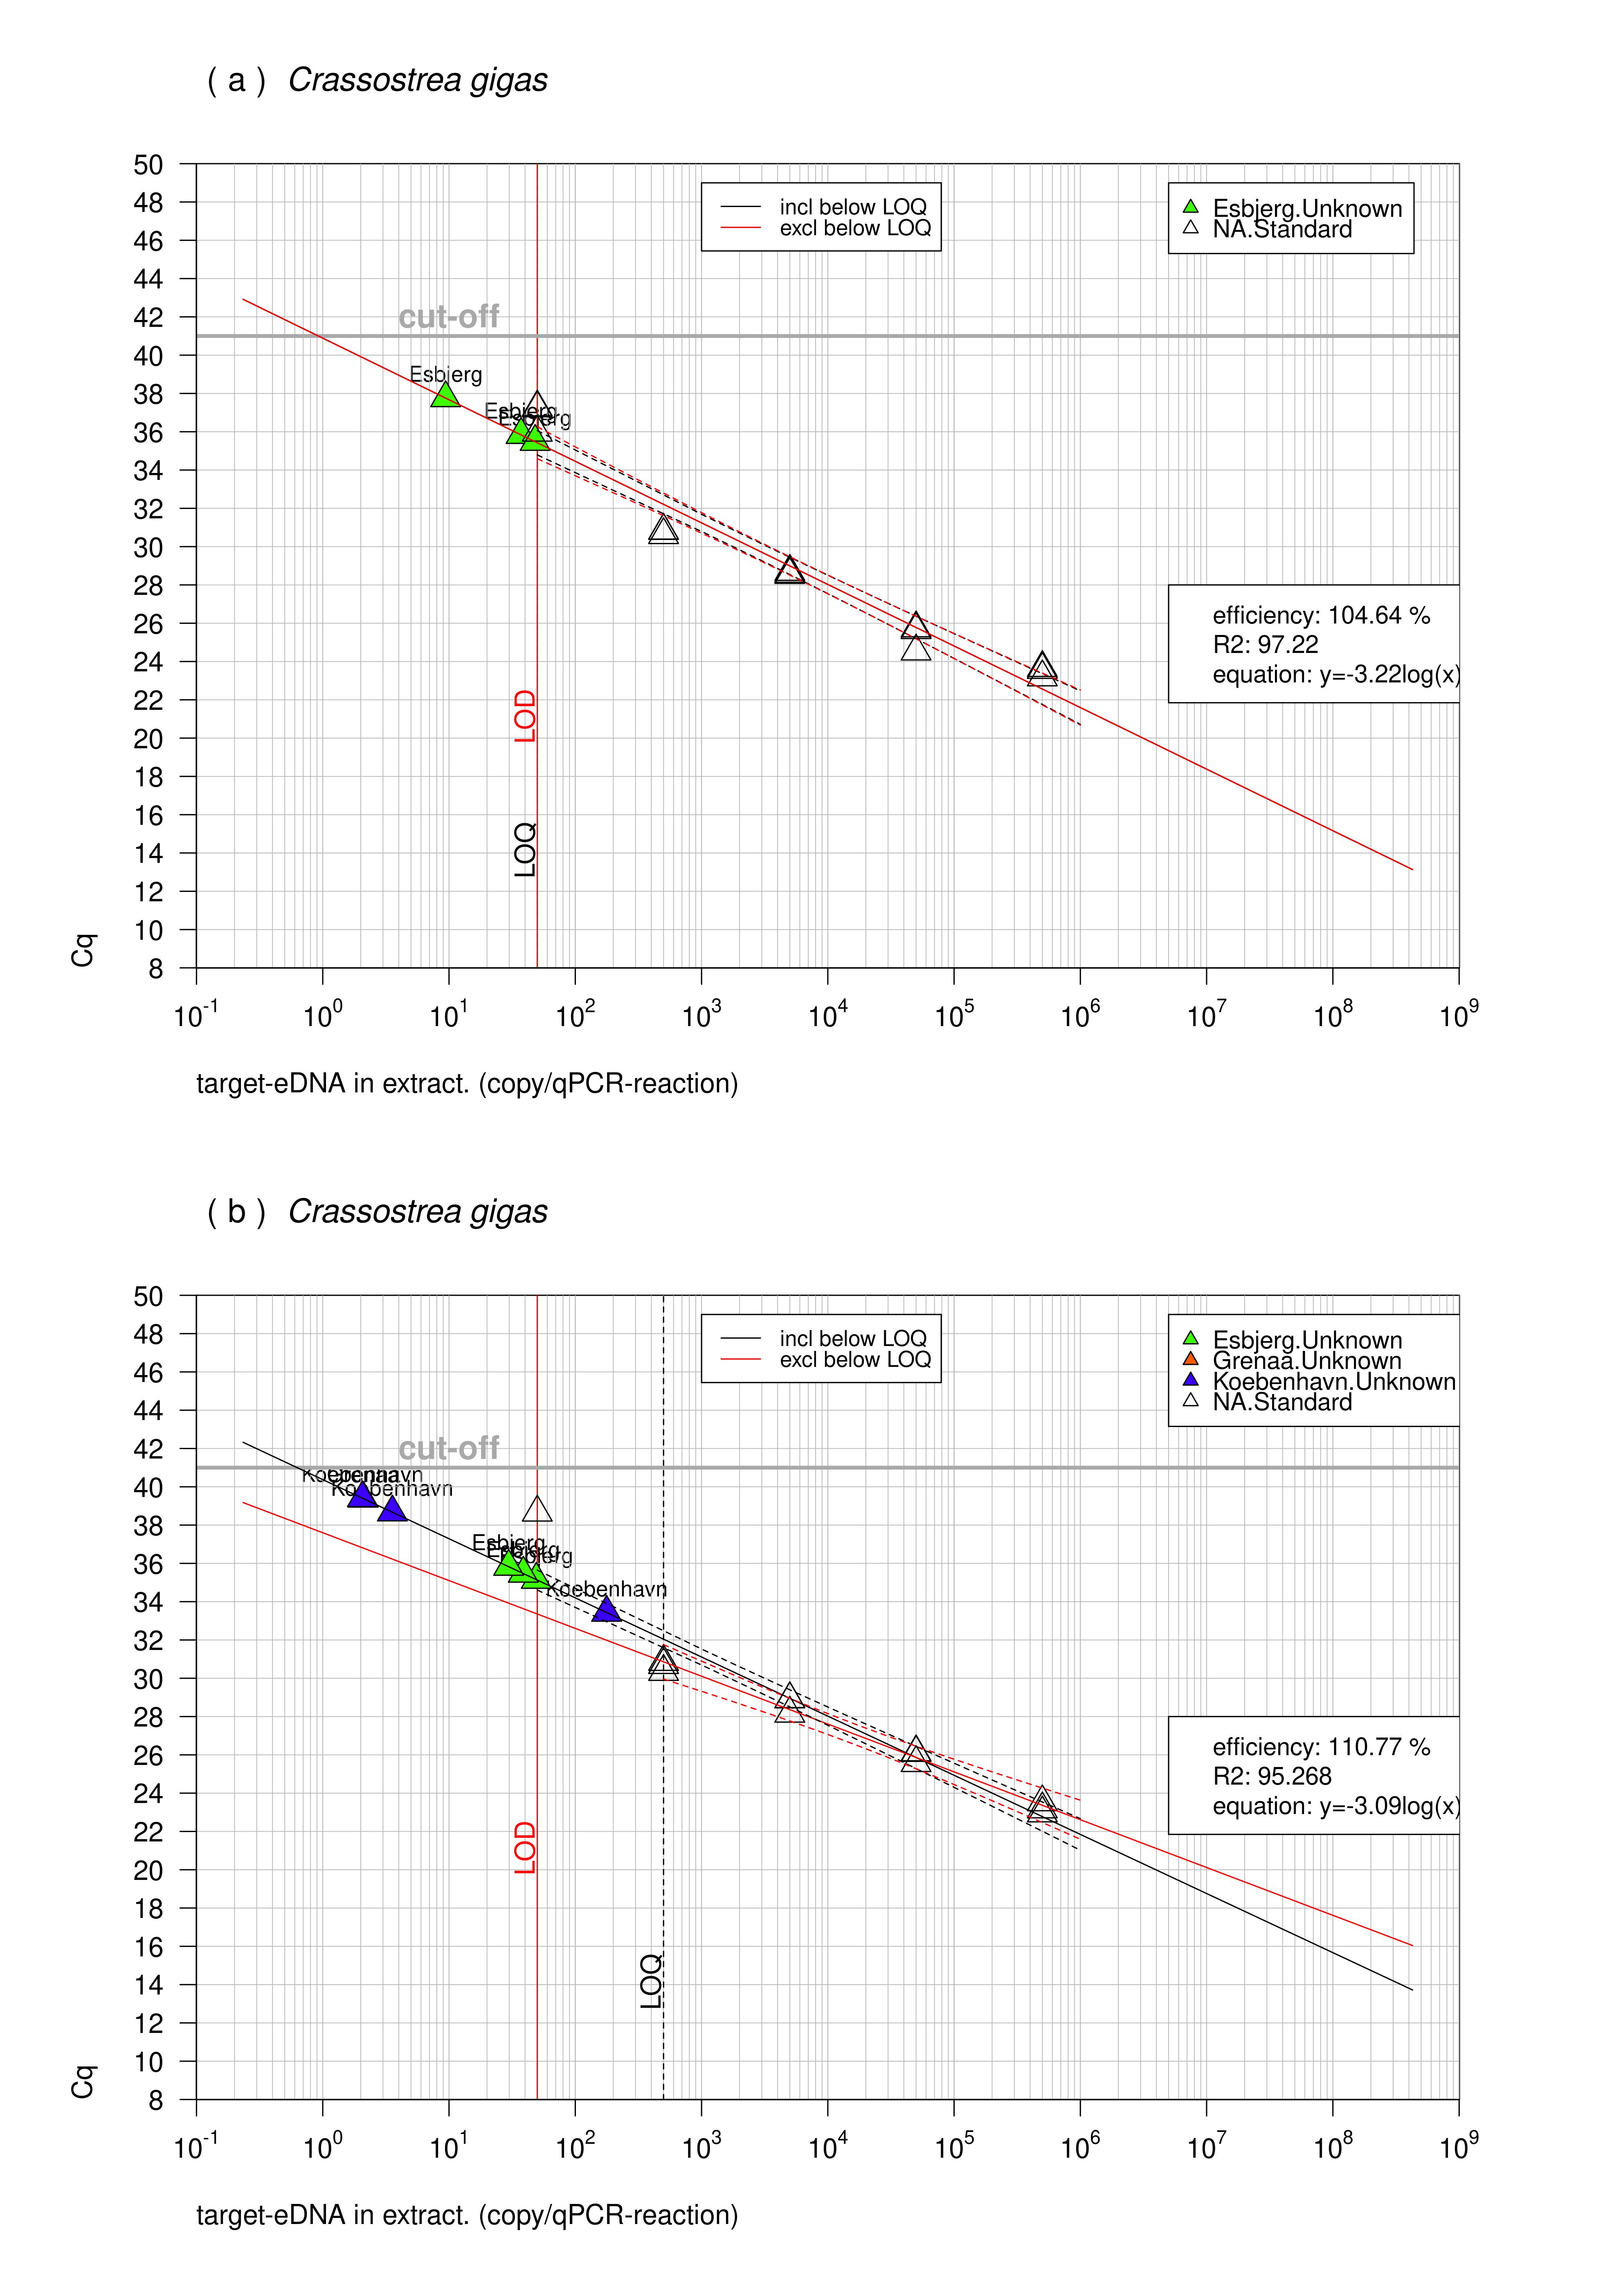 ( a ) Crassostrea gigas
50
48
46
44
42
40
38
36
34
32
30
28
26
24
22
20
18
16
14
12
10
8
Cq
incl below LOQ
excl below LOQ
Esbjerg.Unknown
NA.Standard
cut-off
Esbjerg
Esbjerg
Esbjerg
LOD
LOQ
efficiency: 104.64 %
R2: 97.22
equation: y=-3.22log(x)
10-1 100 101 102 103 104 105 106 107 108 109
target-eDNA in extract. (copy/qPCR-reaction)
( b ) Crassostrea gigas
50
48
46
44
42
40
38
36
34
32
30
28
26
24
22
20
18
16
14
12
10
8
Cq
incl below LOQ
excl below LOQ
Esbjerg.Unknown
Grenaa.Unknown
Koebenhavn.Unknown
NA.Standard
cut-off
Koebenhavn
Grenaa
Koebenhavn
Esbjerg
Esbjerg
Esbjerg
Koebenhavn
LOD
LOQ
efficiency: 110.77 %
R2: 95.268
equation: y=-3.09log(x)
10-1 100 101 102 103 104 105 106 107 108 109
target-eDNA in extract. (copy/qPCR-reaction)